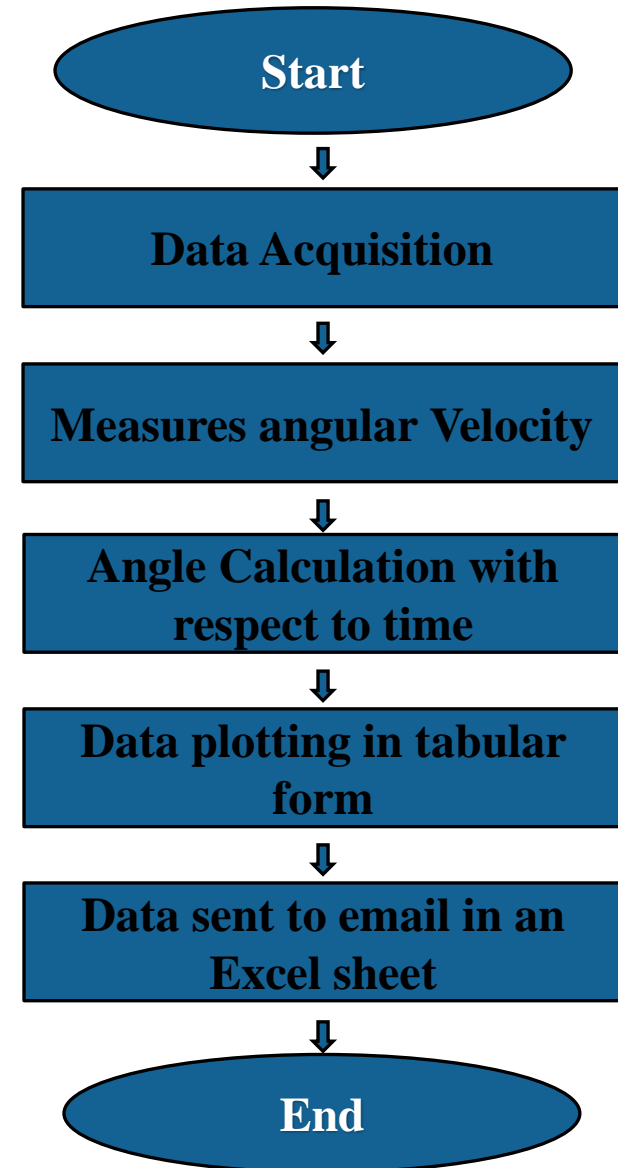 Start
Data Acquisition
Measures angular Velocity
Angle Calculation with
respect to time
Data plotting in tabular
form
Data sent to email in an
Excel sheet
End